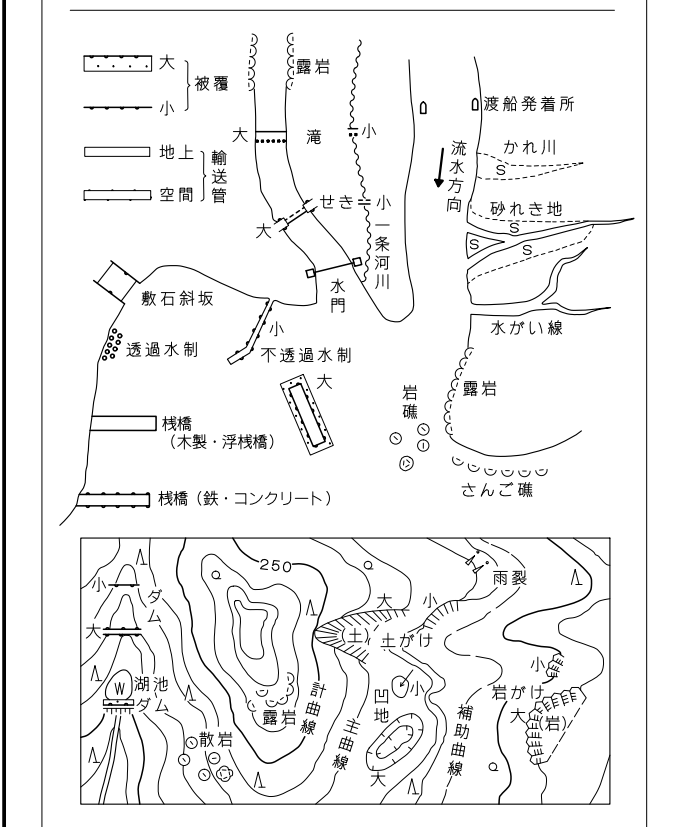 大
被覆
小
地上
輸送管
空間
露岩
大
滝
小
せき
小
大
一条河川
水門
渡船発着所
流水方向
かれ川
S
砂れき地
S
S
S
水がい線
敷石斜坂
小
透過水制
不透過水制
大
岩礁
露岩
桟橋
（木製・浮桟橋）
さんご礁
桟橋（鉄・コンクリート）
250
雨裂
小
ダム
大
大
小
（土）
土がけ
小
W
湖池
ダム
露岩
計曲線
主曲線
凹地
小
大
補助曲線
岩がけ
大
（岩）
散岩